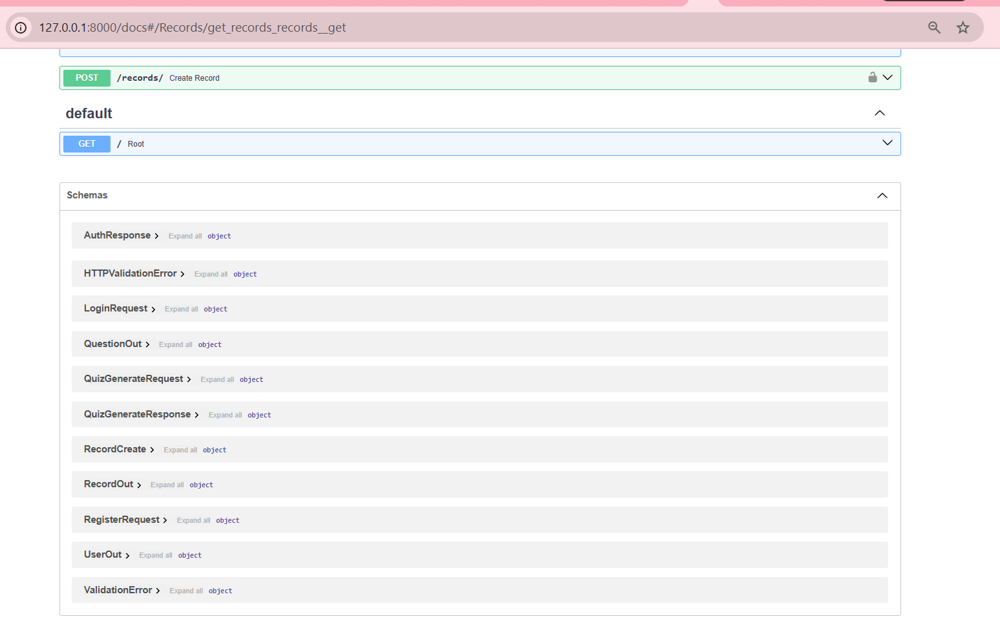 127.0.0.1:8000/docs#/Records/get_records_records__get
POST /records/ Create Record
default
GET / Root
Schemas
AuthResponse Expand all object
HTTPValidationError Expand all object
LoginRequest Expand all object
QuestionOut Expand all object
QuizGenerateRequest Expand all object
QuizGenerateResponse Expand all object
RecordCreate Expand all object
RecordOut Expand all object
RegisterRequest Expand all object
UserOut Expand all object
ValidationError Expand all object